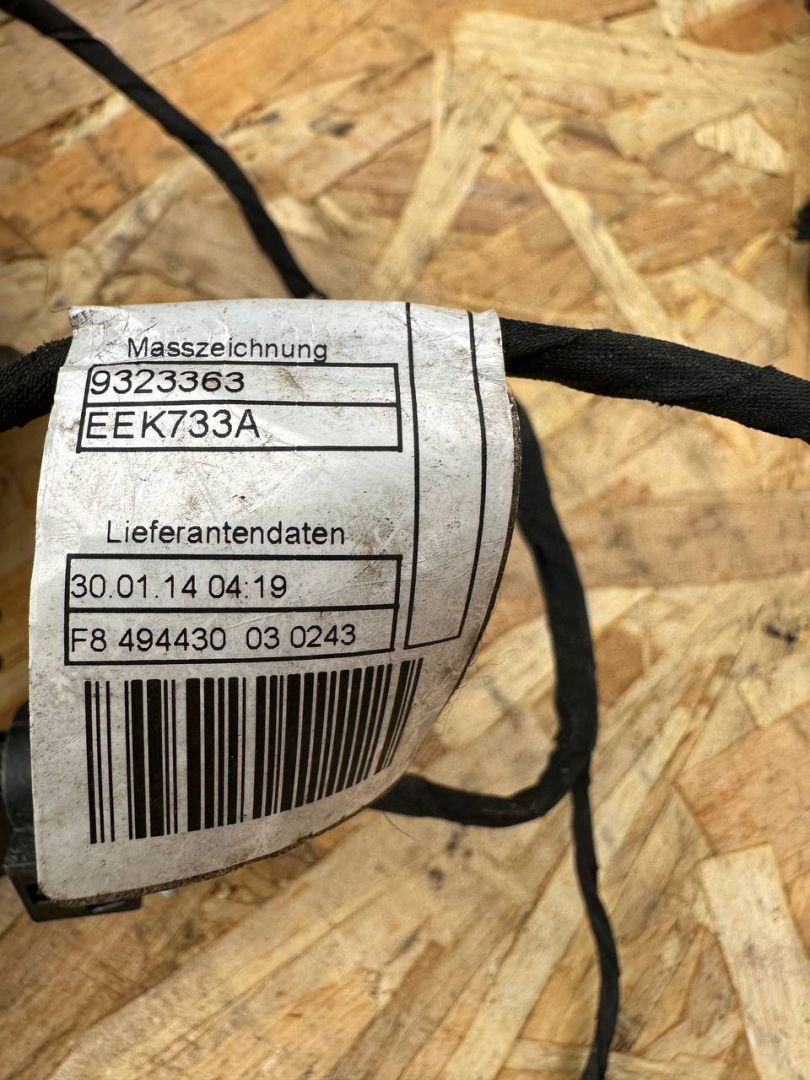 Masszeichnung
9323363
EEK733A
Lieferantendaten
30.01.14 04:19
F8 494430 03 0243